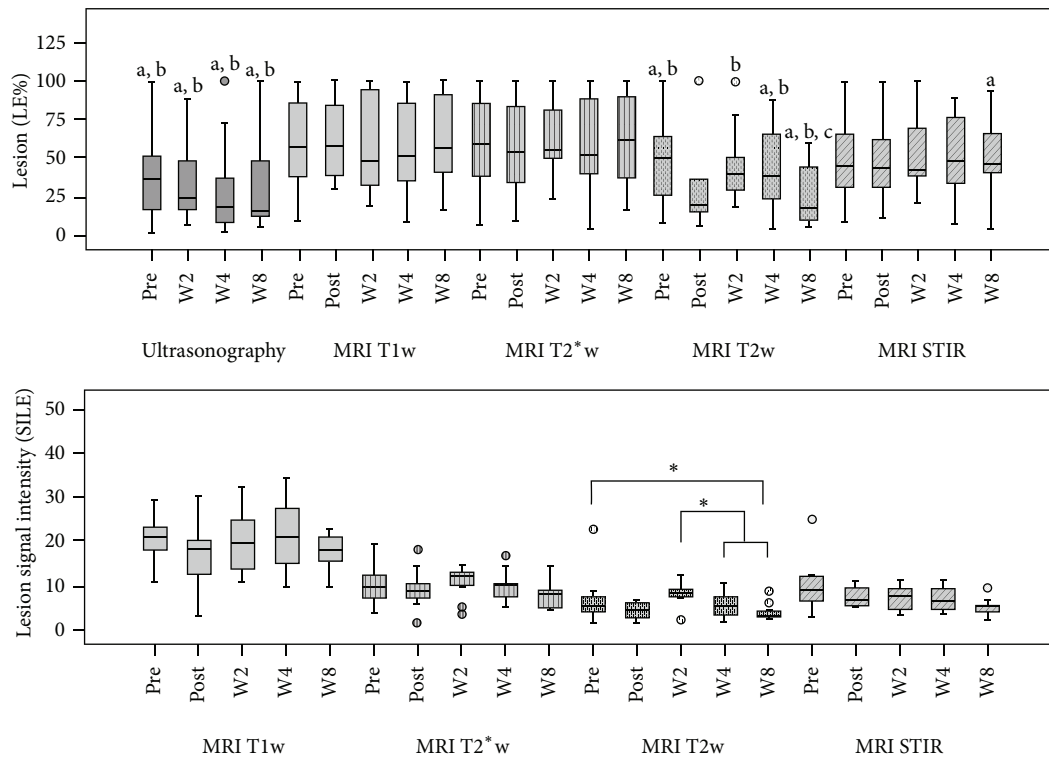 Lesion (LE%)
125
100
75
50
25
0
a, b
a, b
a, b
a, b
a, b
b
a, b
a, b, c
a
Pre
W2
W4
W8
Pre
Post
W2
W4
W8
Pre
Post
W2
W4
W8
Pre
Post
W2
W4
W8
Pre
Post
W2
W4
W8
Ultrasonography
MRI T1w
MRI T2*w
MRI T2w
MRI STIR
Lesion signal intensity (SILE)
50
40
30
20
10
0
*
*
Pre
Post
W2
W4
W8
Pre
Post
W2
W4
W8
Pre
Post
W2
W4
W8
Pre
Post
W2
W4
W8
MRI T1w
MRI T2*w
MRI T2w
MRI STIR